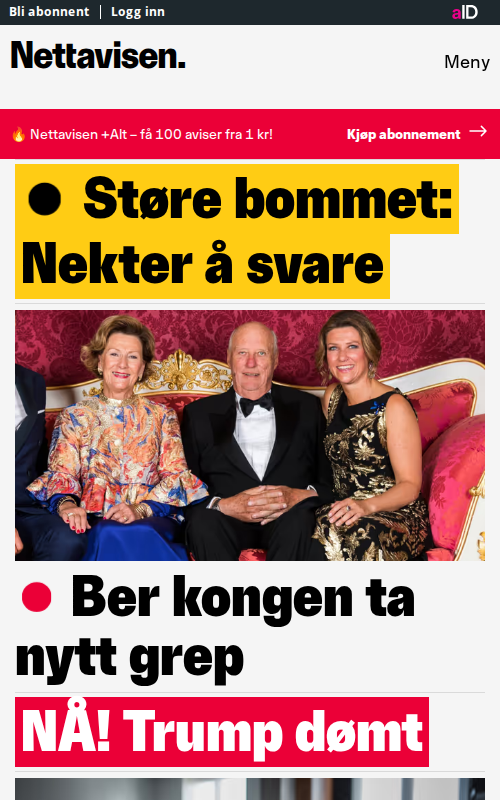 Bli abonnent | Logg inn
aID
Nettavisen.
Meny
🔥 Nettavisen +Alt – få 100 aviser fra 1 kr!
Kjøp abonnement →
● Støre bommet:
Nekter å svare
● Ber kongen ta
nytt grep
NÅ! Trump dømt